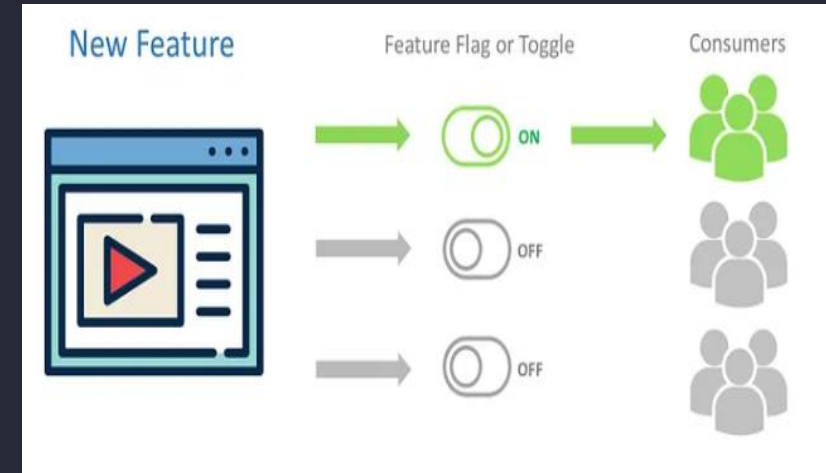 New Feature
Feature Flag or Toggle
Consumers
ON
OFF
OFF